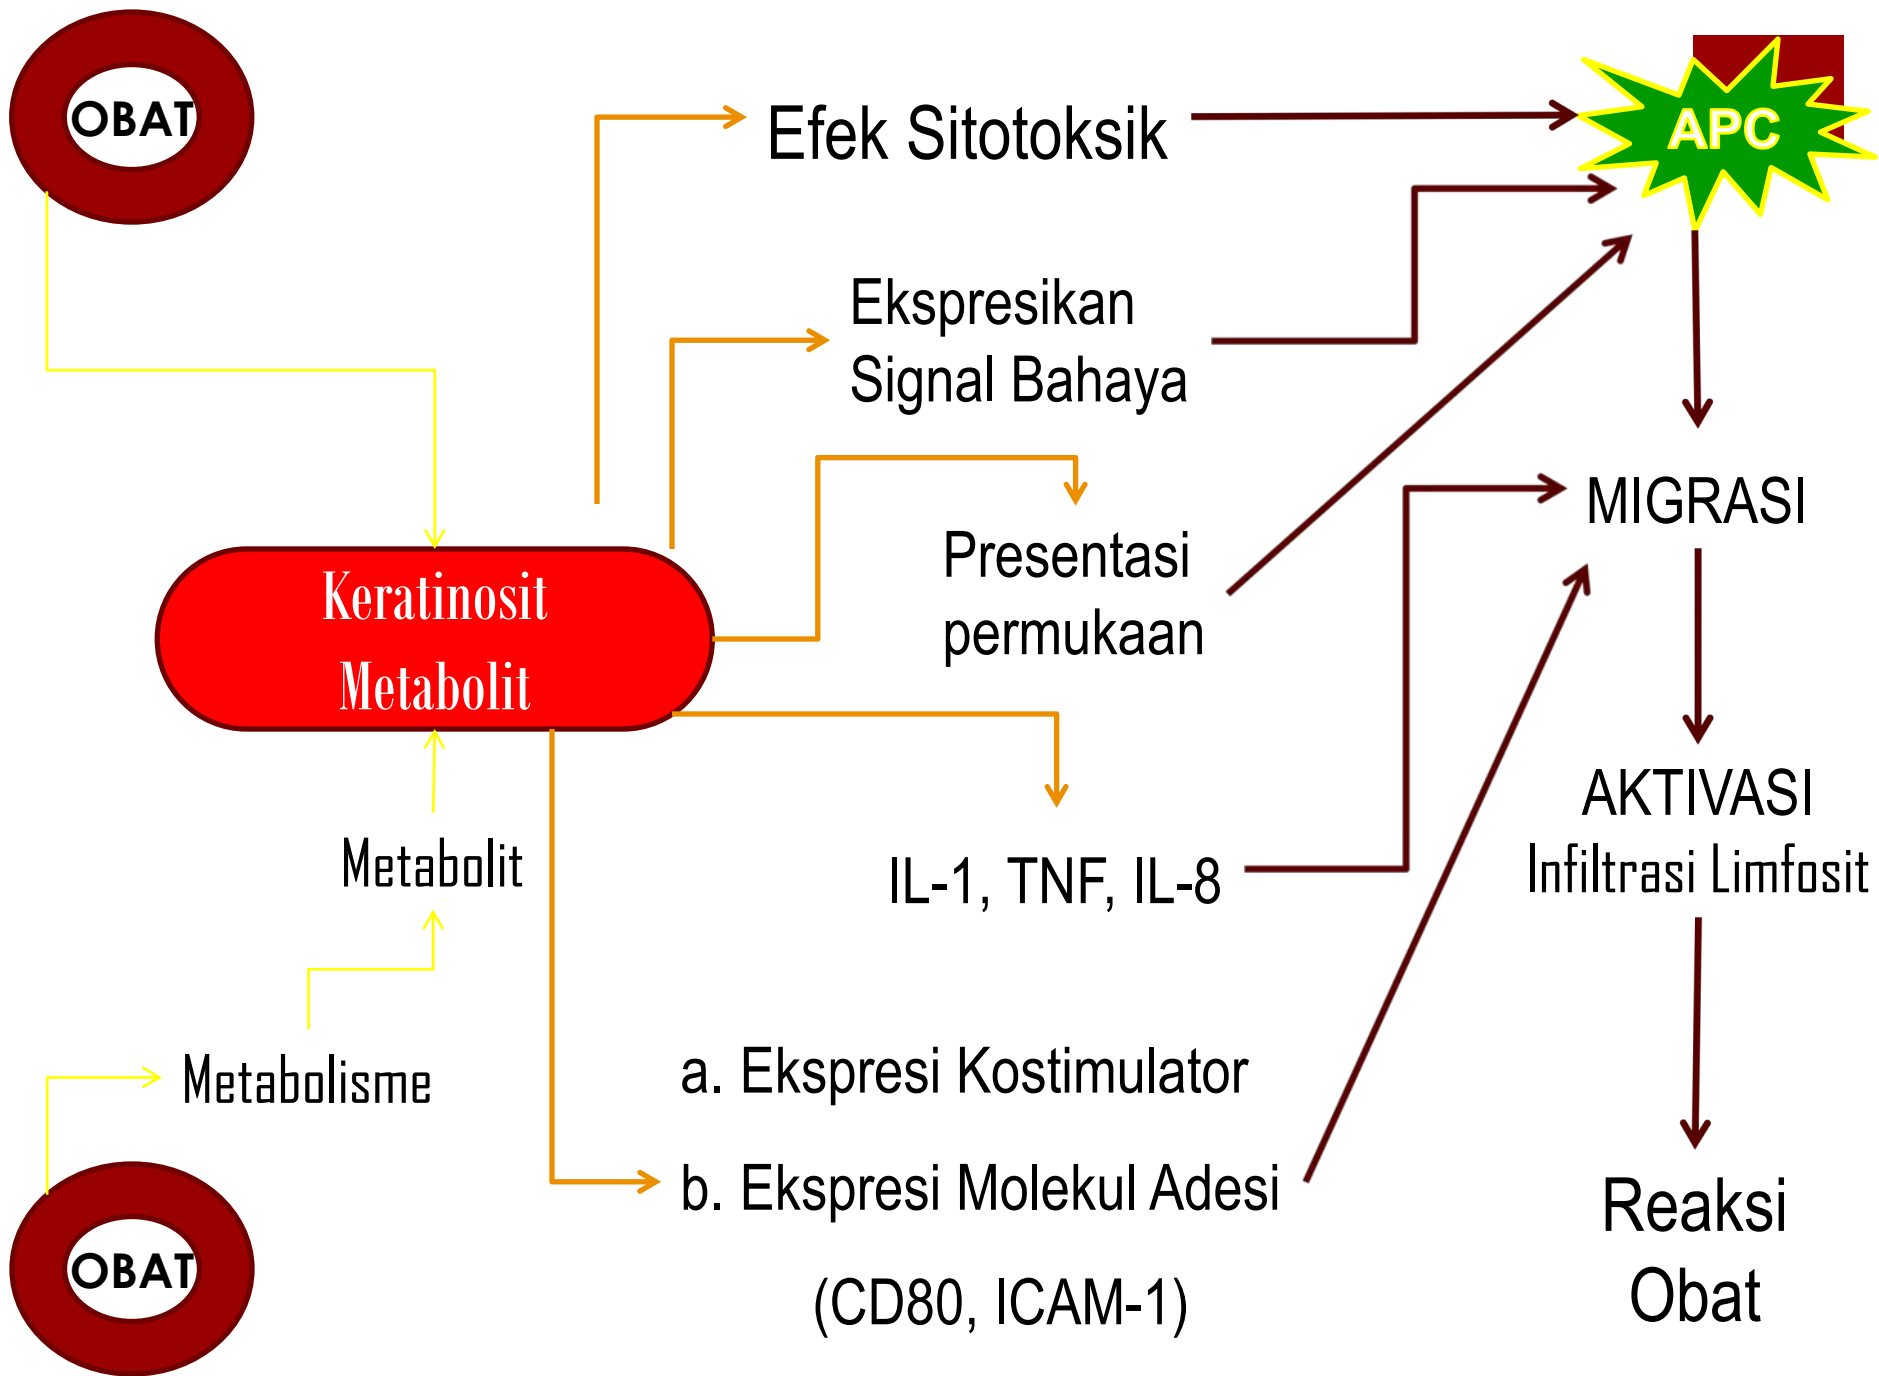 OBAT
Efek Sitotoksik
APC
Ekspresikan
Signal Bahaya
Presentasi
permukaan
MIGRASI
Keratinosit
Metabolit
Metabolit
IL-1, TNF, IL-8
AKTIVASI
Infiltrasi Limfosit
Metabolisme
a. Ekspresi Kostimulator
b. Ekspresi Molekul Adesi
(CD80, ICAM-1)
OBAT
Reaksi
Obat